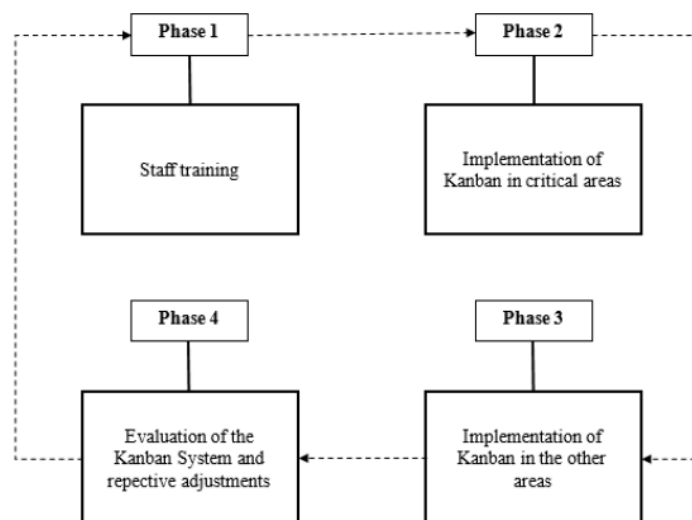 Phase 1
Phase 2
Staff training
Implementation of
Kanban in critical areas
Phase 4
Phase 3
Evaluation of the
Kanban System and
repective adjustments
Implementation of
Kanban in the other
areas